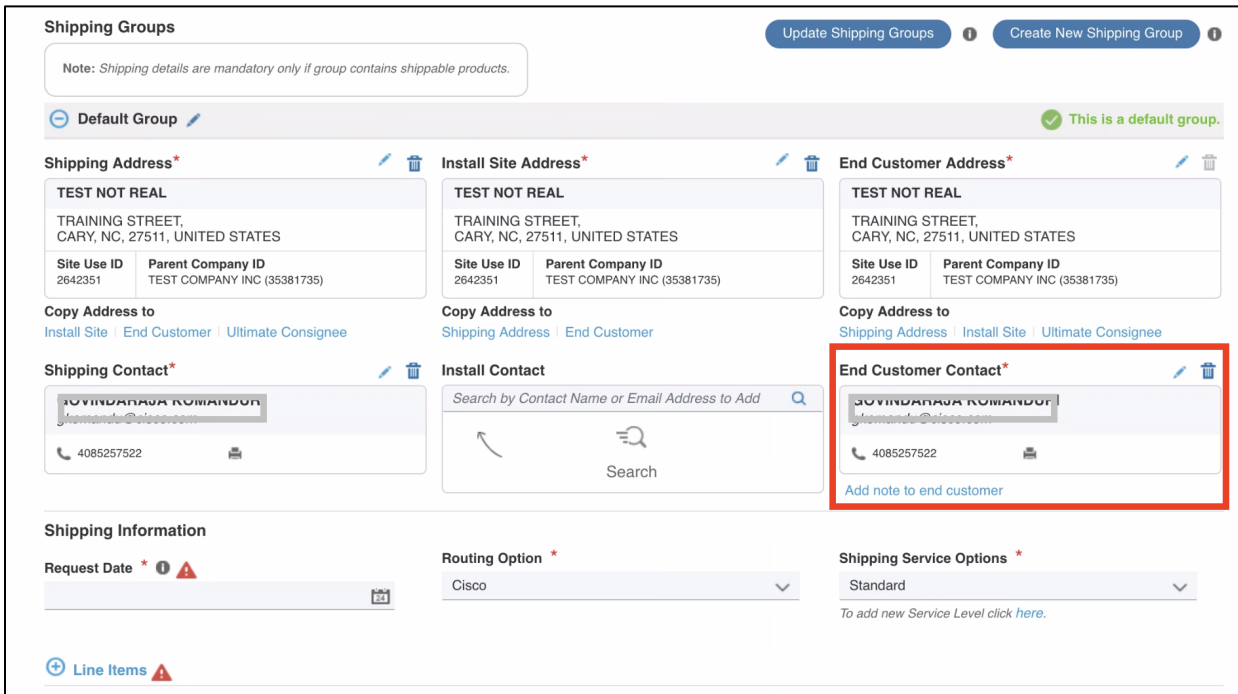 Shipping Groups
Update Shipping Groups
Create New Shipping Group
Note: Shipping details are mandatory only if group contains shippable products.
Default Group
This is a default group.
Shipping Address*
Install Site Address*
End Customer Address*
TEST NOT REAL
TEST NOT REAL
TEST NOT REAL
TRAINING STREET,
CARY, NC, 27511, UNITED STATES
TRAINING STREET,
CARY, NC, 27511, UNITED STATES
TRAINING STREET,
CARY, NC, 27511, UNITED STATES
Site Use ID Parent Company ID
2642351 TEST COMPANY INC (35381735)
Site Use ID Parent Company ID
2642351 TEST COMPANY INC (35381735)
Site Use ID Parent Company ID
2642351 TEST COMPANY INC (35381735)
Copy Address to
Install Site | End Customer | Ultimate Consignee
Copy Address to
Shipping Address | End Customer
Copy Address to
Shipping Address | Install Site | Ultimate Consignee
Shipping Contact*
4085257522
Install Contact
Search by Contact Name or Email Address to Add
Search
End Customer Contact*
4085257522
Add note to end customer
Shipping Information
Request Date *
24
Routing Option *
Cisco
Shipping Service Options *
Standard
To add new Service Level click here.
Line Items